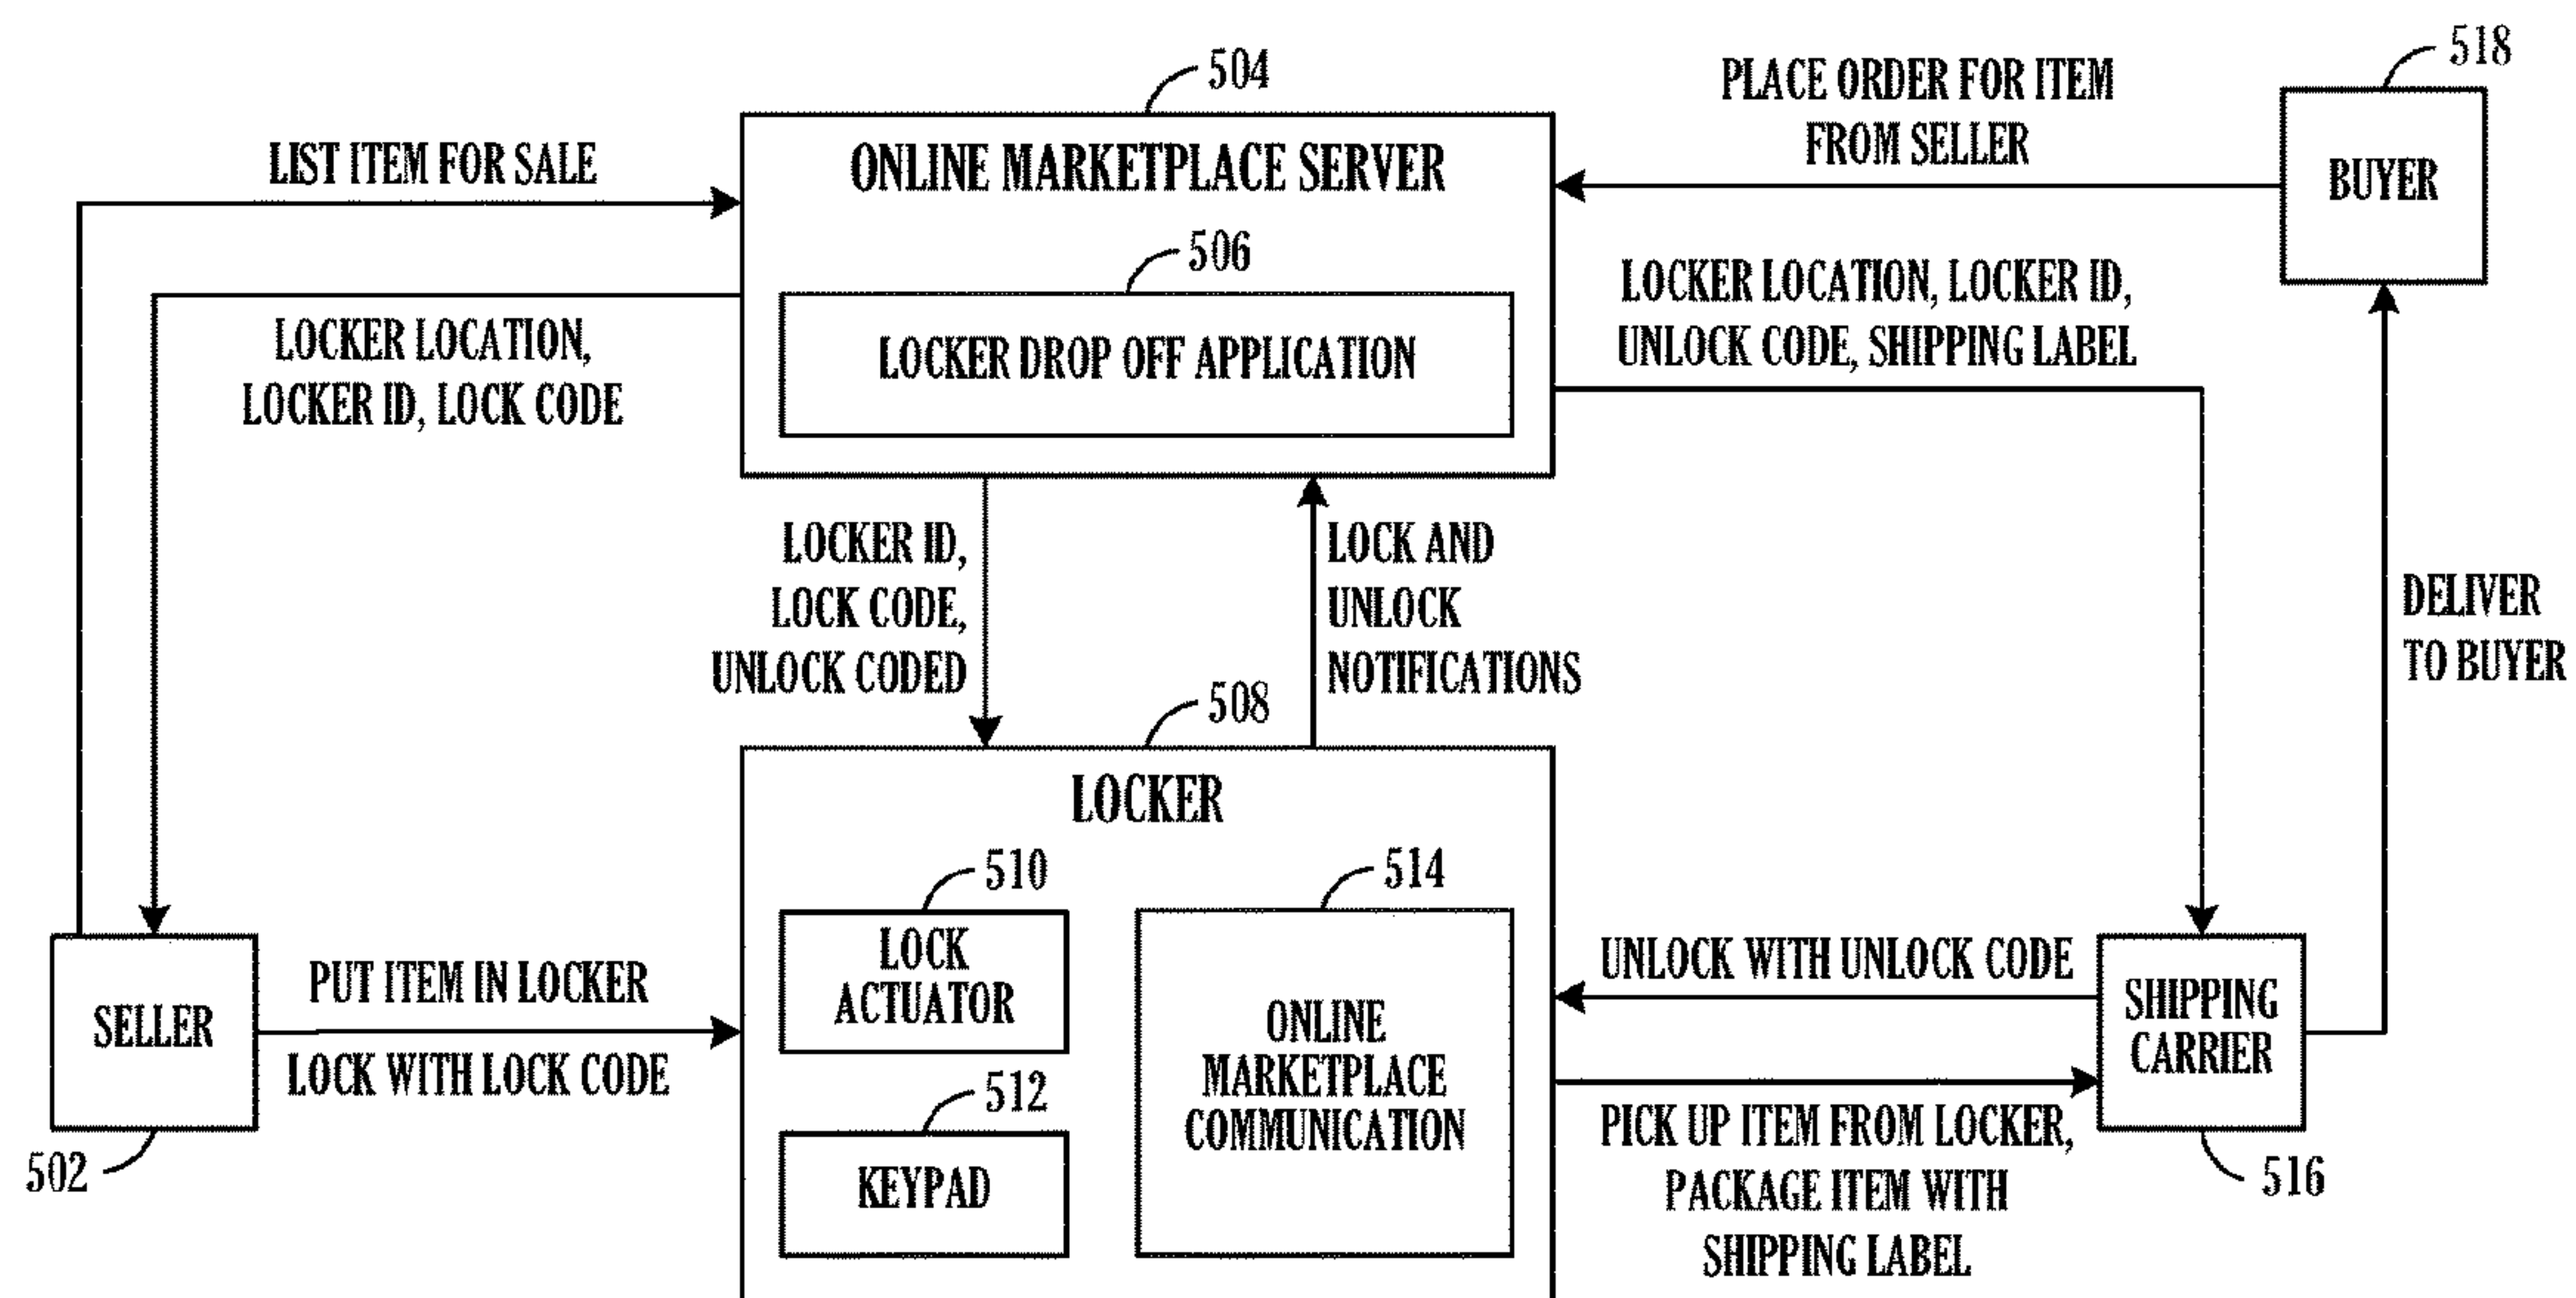 518
504
PLACE ORDER FOR ITEM
FROM SELLER
LIST ITEM FOR SALE
ONLINE MARKETPLACE SERVER
BUYER
506
LOCKER LOCATION, LOCKER ID,
UNLOCK CODE, SHIPPING LABEL
LOCKER LOCATION,
LOCKER ID, LOCK CODE
LOCKER DROP OFF APPLICATION
LOCKER ID,
LOCK CODE,
UNLOCK CODED
LOCK AND
UNLOCK
NOTIFICATIONS
DELIVER
TO BUYER
508
LOCKER
510
LOCK
ACTUATOR
514
ONLINE
MARKETPLACE
COMMUNICATION
512
KEYPAD
SELLER
502
PUT ITEM IN LOCKER
LOCK WITH LOCK CODE
UNLOCK WITH UNLOCK CODE
SHIPPING
CARRIER
516
PICK UP ITEM FROM LOCKER,
PACKAGE ITEM WITH
SHIPPING LABEL